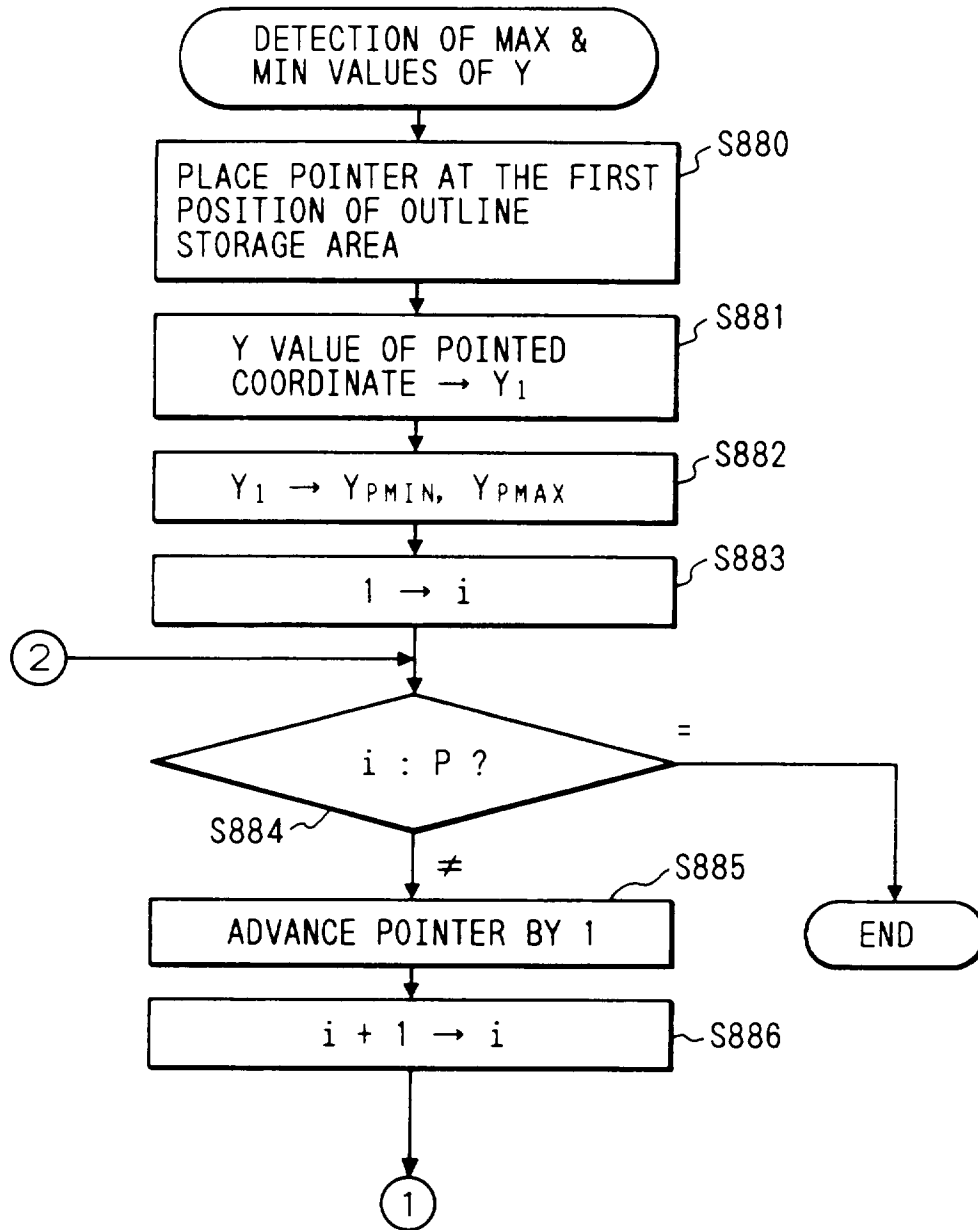 DETECTION OF MAX &
MIN VALUES OF Y
S880
PLACE POINTER AT THE FIRST
POSITION OF OUTLINE
STORAGE AREA
S881
Y VALUE OF POINTED
COORDINATE → Y1
S882
Y1 → YPMIN, YPMAX
S883
1 → i
2
i : P ?
=
S884
≠
S885
ADVANCE POINTER BY 1
END
i + 1 → i
S886
1